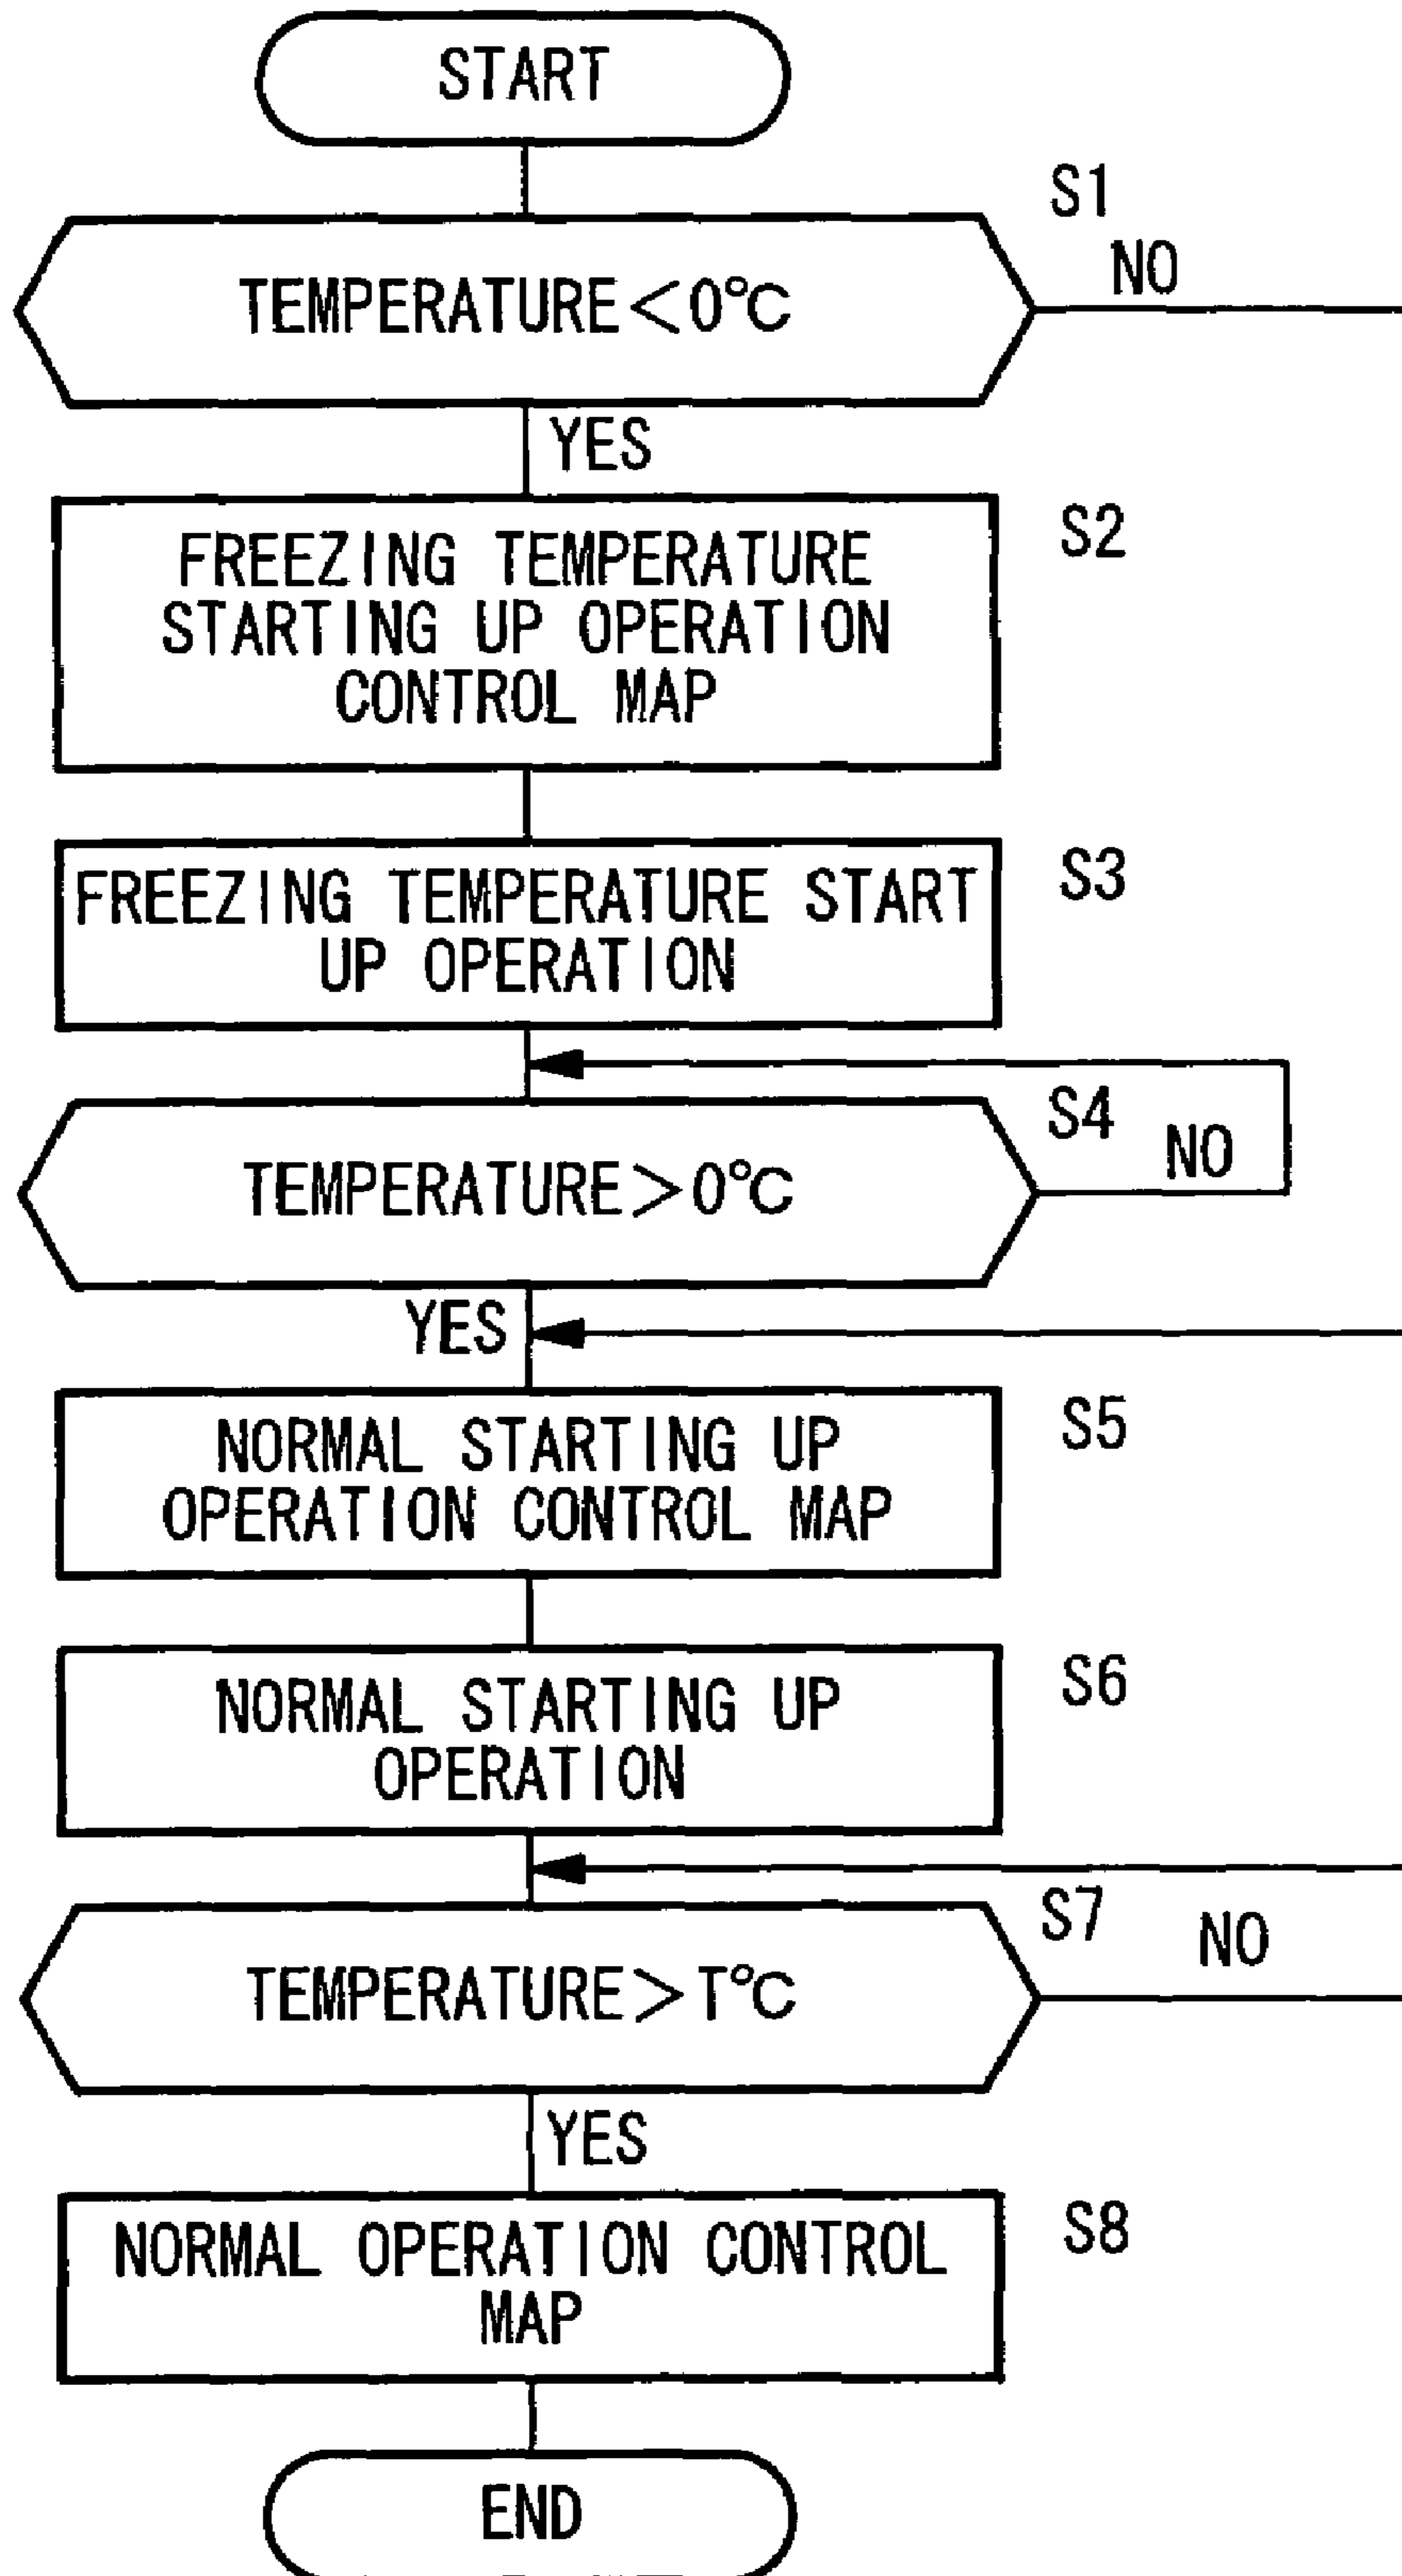 START
S1
NO
TEMPERATURE<0°C
YES
S2
FREEZING TEMPERATURE
STARTING UP OPERATION
CONTROL MAP
S3
FREEZING TEMPERATURE START
UP OPERATION
S4
NO
TEMPERATURE>0°C
YES
S5
NORMAL STARTING UP
OPERATION CONTROL MAP
S6
NORMAL STARTING UP
OPERATION
S7
NO
TEMPERATURE>T°C
YES
S8
NORMAL OPERATION CONTROL
MAP
END